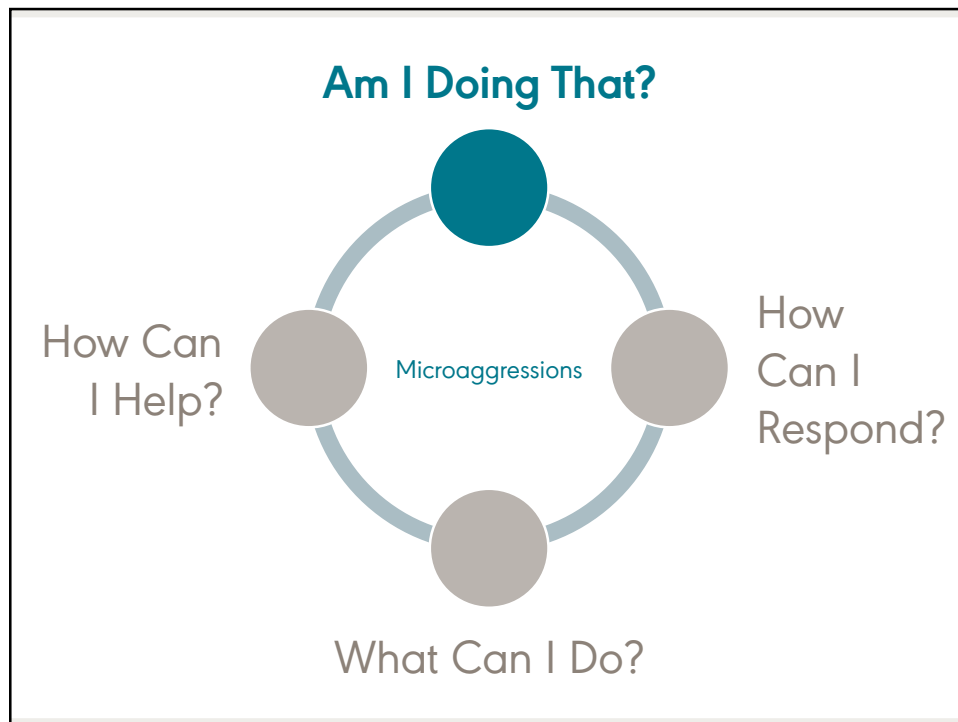 Am I Doing That?
How Can
I Help?
Microaggressions
How
Can I
Respond?
What Can I Do?